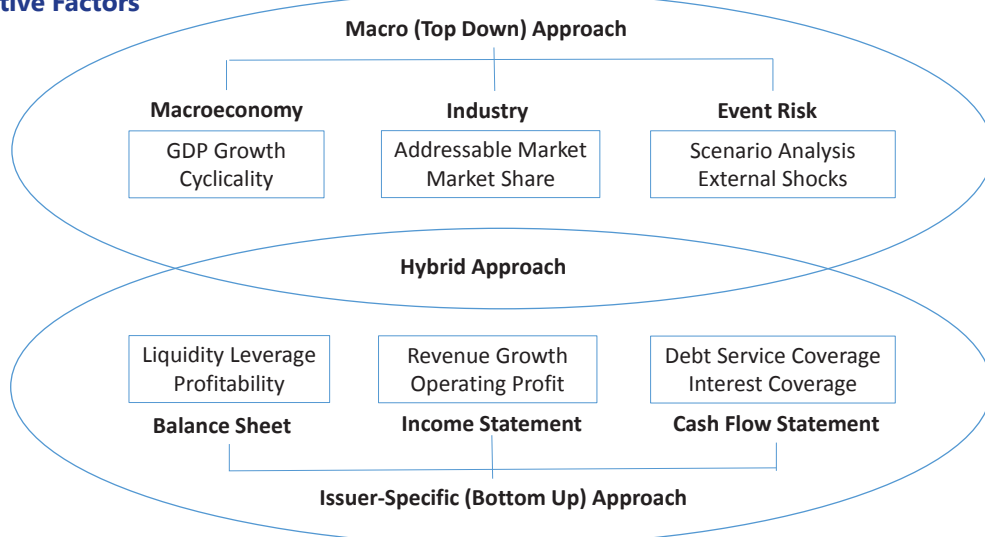 tive Factors
Macro (Top Down) Approach
Macroeconomy Industry Event Risk
GDP Growth Addressable Market Scenario Analysis
Cyclicality Market Share External Shocks
Hybrid Approach
Liquidity Leverage Revenue Growth Debt Service Coverage
Profitability Operating Profit Interest Coverage
Balance Sheet Income Statement Cash Flow Statement
Issuer-Specific (Bottom Up) Approach